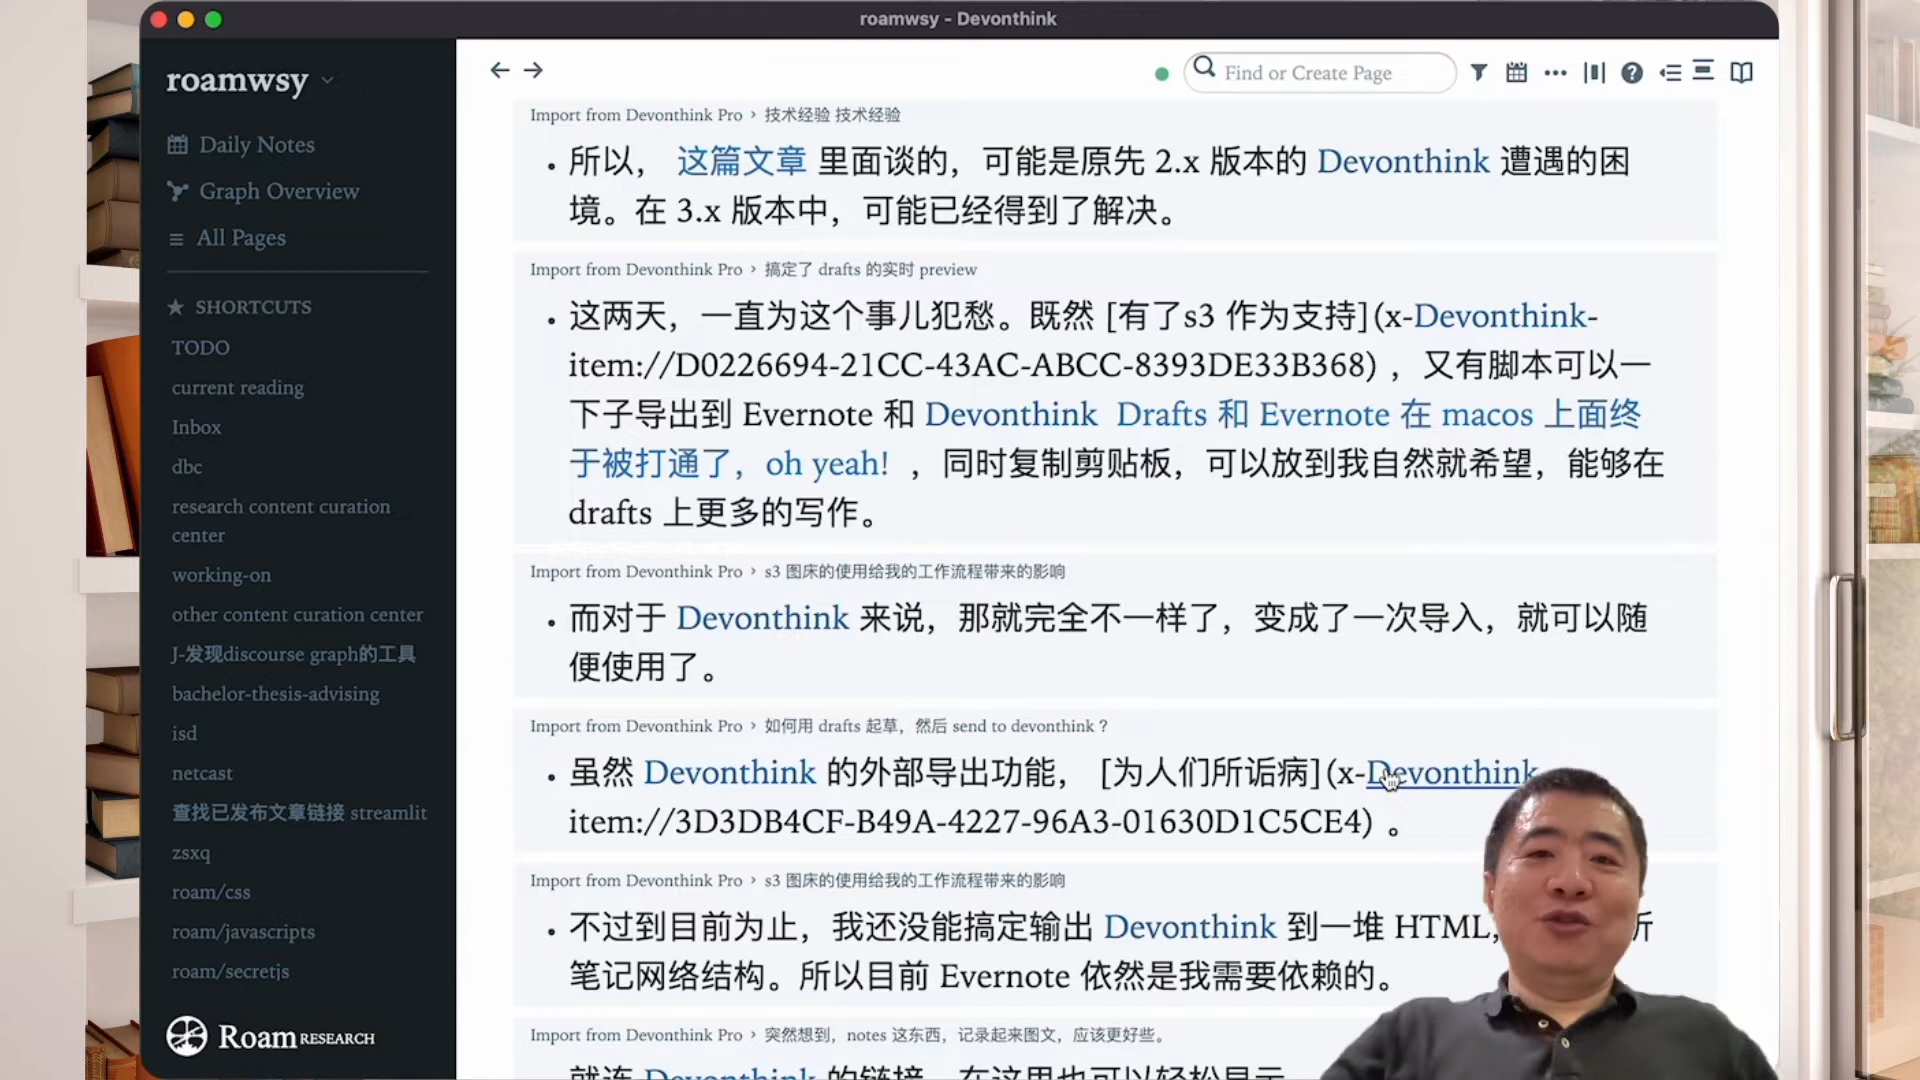 roamwsy - Devonthink
roamwsy
Daily Notes
Graph Overview
All Pages
SHORTCUTS
TODO
current reading
Inbox
dbc
research content curation
center
working-on
other content curation center
J-发现discourse graph的工具
bachelor-thesis-advising
isd
netcast
查找已发布文章链接 streamlit
zsxq
roam/css
roam/javascripts
roam/secretjs
Roam RESEARCH
Find or Create Page
Import from Devonthink Pro › 技术经验 技术经验
所以， 这篇文章 里面谈的，可能是原先 2.x 版本的 Devonthink 遭遇的困
境。在 3.x 版本中，可能已经得到了解决。
Import from Devonthink Pro › 搞定了 drafts 的实时 preview
这两天，一直为这个事儿犯愁。既然 [有了s3 作为支持](x-Devonthink-
item://D0226694-21CC-43AC-ABCC-8393DE33B368) ，又有脚本可以一
下子导出到 Evernote 和 Devonthink Drafts 和 Evernote 在 macos 上面终
于被打通了，oh yeah! ，同时复制剪贴板，可以放到我自然就希望，能够在
drafts 上更多的写作。
Import from Devonthink Pro › s3 图床的使用给我的工作流程带来的影响
而对于 Devonthink 来说，那就完全不一样了，变成了一次导入，就可以随
便使用了。
Import from Devonthink Pro › 如何用 drafts 起草，然后 send to devonthink ?
虽然 Devonthink 的外部导出功能， [为人们所诟病](x-Devonthink
item://3D3DB4CF-B49A-4227-96A3-01630D1C5CE4) 。
Import from Devonthink Pro › s3 图床的使用给我的工作流程带来的影响
不过到目前为止，我还没能搞定输出 Devonthink 到一堆 HTML,
笔记网络结构。所以目前 Evernote 依然是我需要依赖的。
Import from Devonthink Pro › 突然想到，notes 这东西，记录起来图文，应该更好些。
就连 Devonthink 的链接，在这里也可以轻松显示